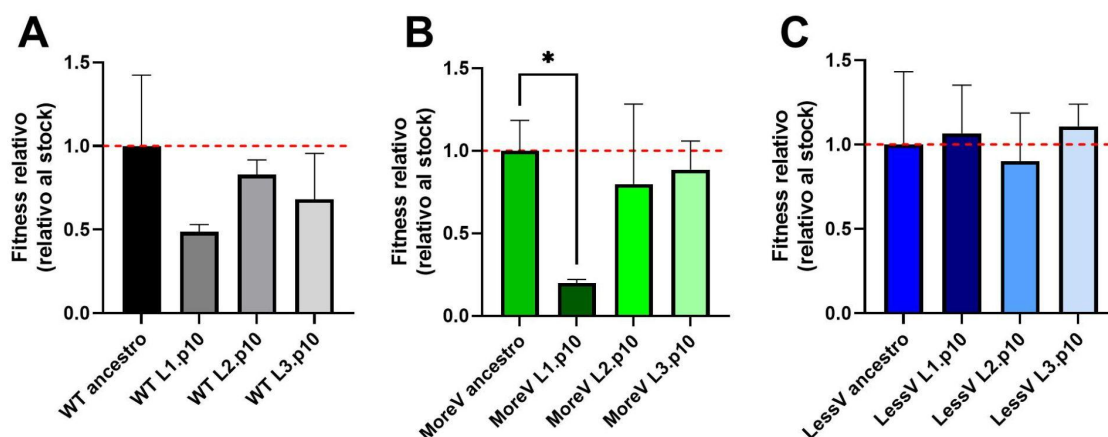 A
Fitness relativo
(relativo al stock)
1.5
1.0
0.5
0.0
WT ancestro
WT L1.p10
WT L2.p10
WT L3.p10
B
Fitness relativo
(relativo al stock)
1.5
1.0
0.5
0.0
*
MoreV ancestro
MoreV L1.p10
MoreV L2.p10
MoreV L3.p10
C
Fitness relativo
(relativo al stock)
1.5
1.0
0.5
0.0
LessV ancestro
LessV L1.p10
LessV L2.p10
LessV L3.p10